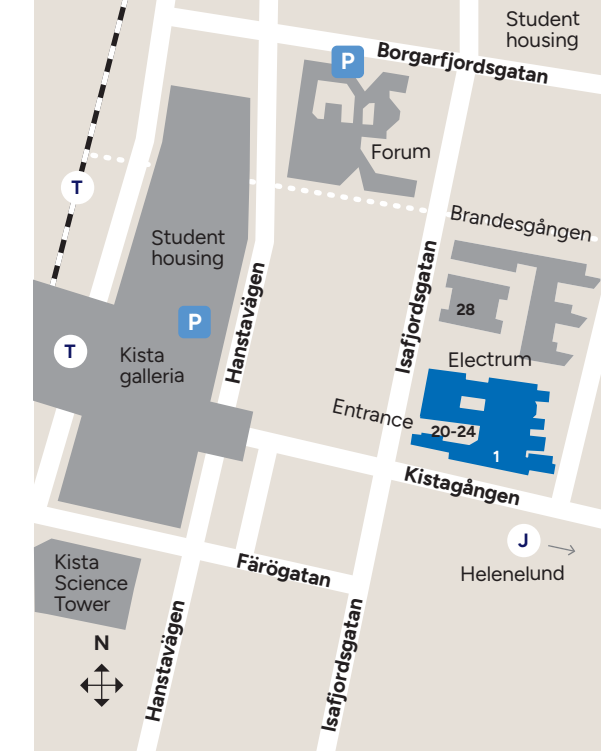 Student
housing
P
Borgarfjordsgatan
Forum
T
Brandesgången
Student
housing
Hanstavägen
Isafjordsgatan
28
P
T
Kista
galleria
Electrum
Entrance
20-24
1
Kistagången
J
Helenelund
Färögatan
Kista
Science
Tower
N
Hanstavägen
Isafjordsgatan